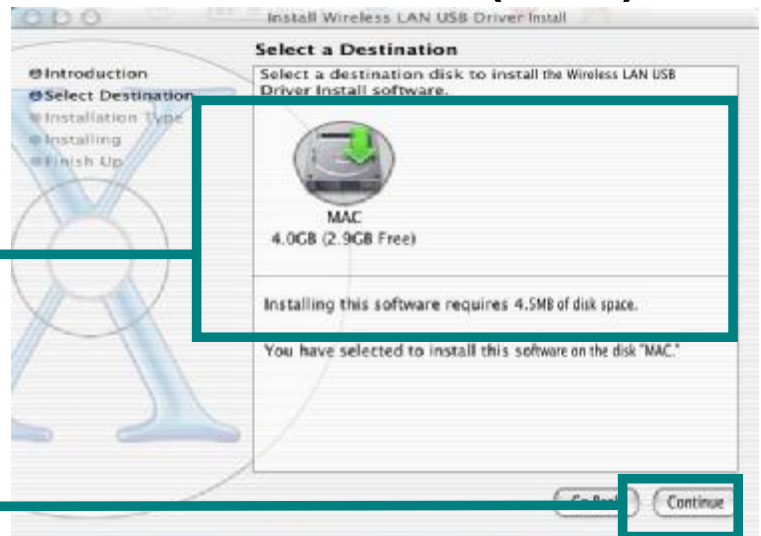 Install Wireless LAN USB Driver Install
Select a Destination
Introduction
Select Destination
Installation Type
Installing
Finish Up
Select a destination disk to install the Wireless LAN USB
Driver Install software.
MAC
4.0GB (2.9GB Free)
Installing this software requires 4.5MB of disk space.
You have selected to install this software on the disk "MAC."
Go Back
Continue